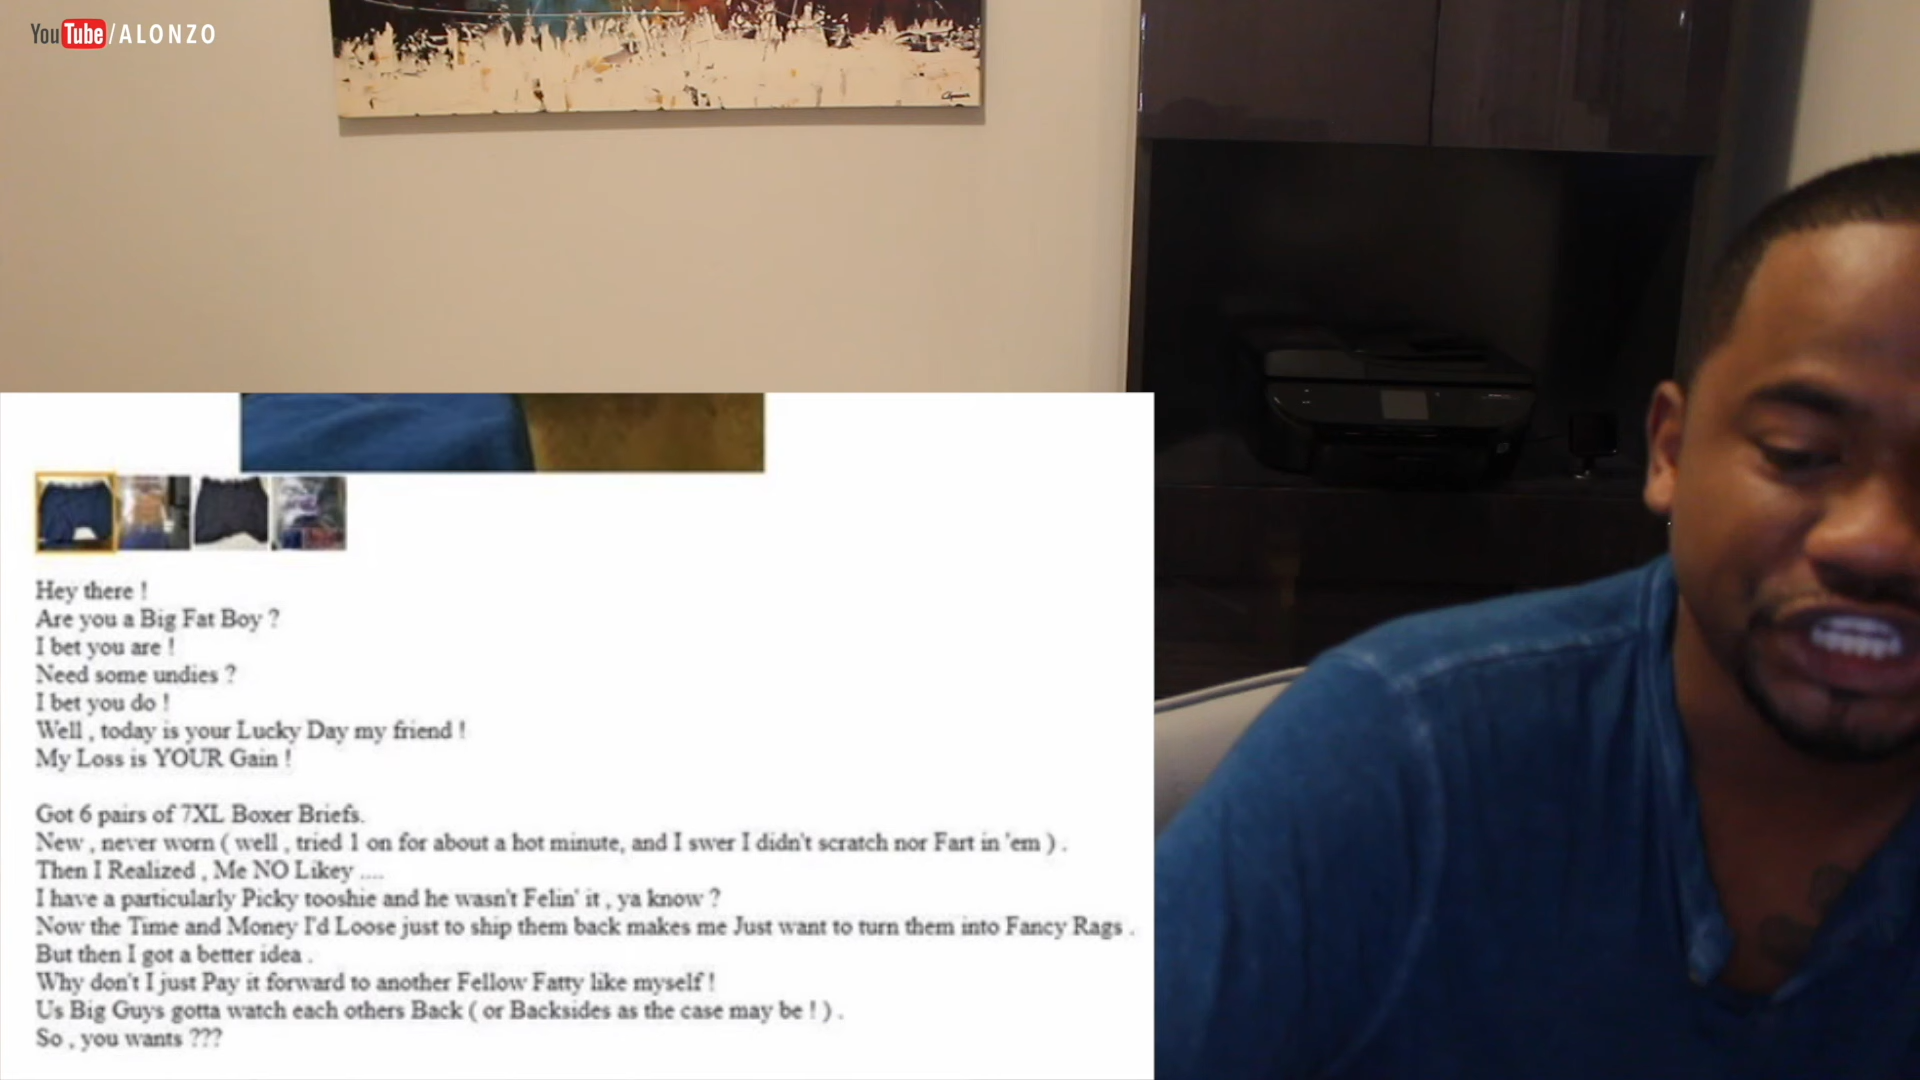 YouTube/ALONZO
Hey there !
Are you a Big Fat Boy ?
I bet you are !
Need some undies ?
I bet you do !
Well , today is your Lucky Day my friend !
My Loss is YOUR Gain !
Got 6 pairs of 7XL Boxer Briefs.
New , never worn ( well , tried 1 on for about a hot minute, and I swer I didn't scratch nor Fart in 'em ) .
Then I Realized , Me NO Likey ....
I have a particularly Picky tooshie and he wasn't Felin' it , ya know ?
Now the Time and Money I'd Loose just to ship them back makes me Just want to turn them into Fancy Rags .
But then I got a better idea .
Why don't I just Pay it forward to another Fellow Fatty like myself !
Us Big Guys gotta watch each others Back ( or Backsides as the case may be ! ) .
So , you wants ???